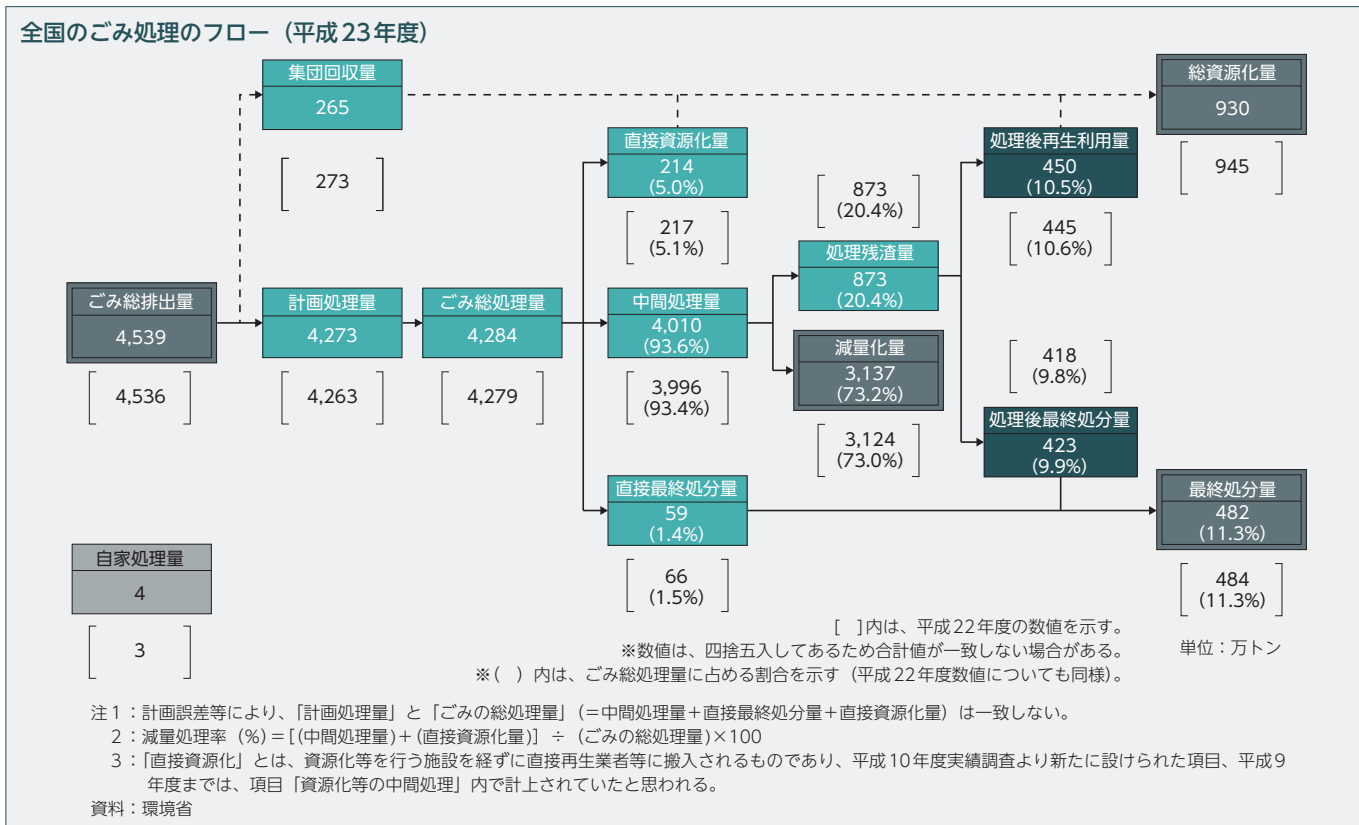 全国のごみ処理のフロー（平成23年度）
集団回収量
265
273
総資源化量
930
945
直接資源化量
214
(5.0%)
217
(5.1%)
873
(20.4%)
処理後再生利用量
450
(10.5%)
445
(10.6%)
処理残渣量
873
(20.4%)
ごみ総排出量
4,539
4,536
計画処理量
4,273
4,263
ごみ総処理量
4,284
4,279
中間処理量
4,010
(93.6%)
3,996
(93.4%)
減量化量
3,137
(73.2%)
3,124
(73.0%)
418
(9.8%)
処理後最終処分量
423
(9.9%)
直接最終処分量
59
(1.4%)
66
(1.5%)
最終処分量
482
(11.3%)
484
(11.3%)
自家処理量
4
3
［　］内は、平成22年度の数値を示す。
※数値は、四捨五入してあるため合計値が一致しない場合がある。
単位：万トン
※（　）内は、ごみ総処理量に占める割合を示す（平成22年度数値についても同様）。
注1：計画誤差等により、「計画処理量」と「ごみの総処理量」（＝中間処理量＋直接最終処分量＋直接資源化量）は一致しない。
2：減量処理率（%）＝［（中間処理量）＋（直接資源化量）］÷（ごみの総処理量）×100
3：「直接資源化」とは、資源化等を行う施設を経ずに直接再生業者等に搬入されるものであり、平成10年度実績調査より新たに設けられた項目、平成9
年度までは、項目「資源化等の中間処理」内で計上されていたと思われる。
資料：環境省